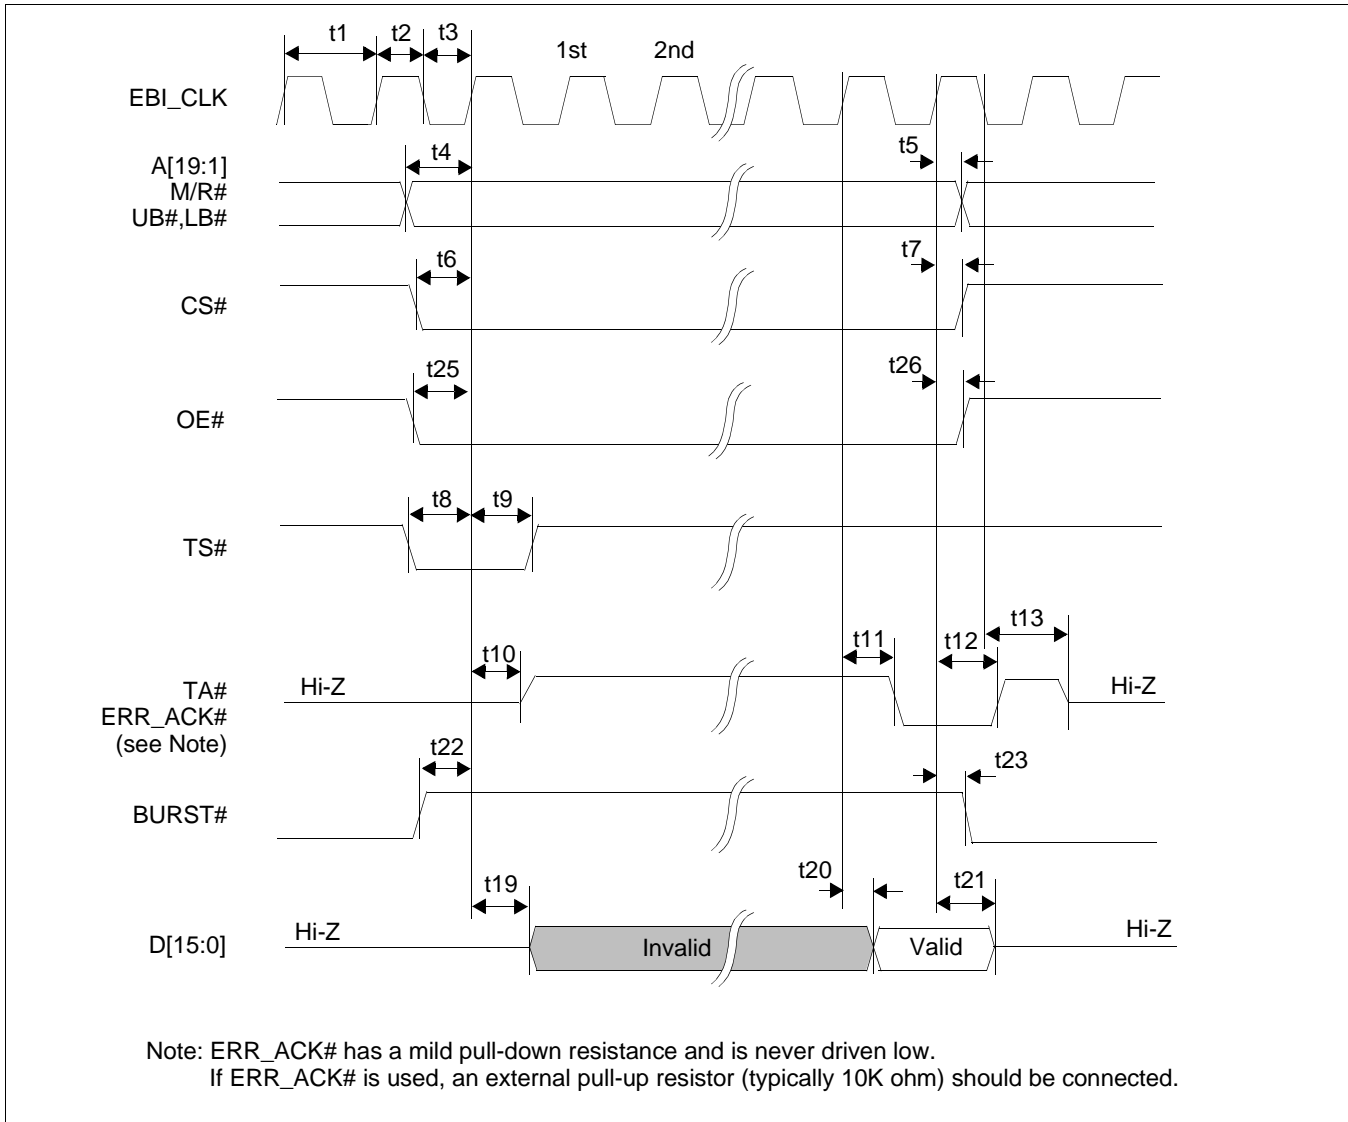 t1 t2 t3
1st 2nd
EBI_CLK
t4 t5
A[19:1]
M/R#
UB#,LB#
t6 t7
CS#
t25 t26
OE#
t8 t9
TS#
t10 t11 t12 t13
Hi-Z Hi-Z
TA#
ERR_ACK#
(see Note)
t22 t23
BURST#
t19 t20 t21
Hi-Z Hi-Z
D[15:0] Invalid Valid
Note: ERR_ACK# has a mild pull-down resistance and is never driven low.
If ERR_ACK# is used, an external pull-up resistor (typically 10K ohm) should be connected.